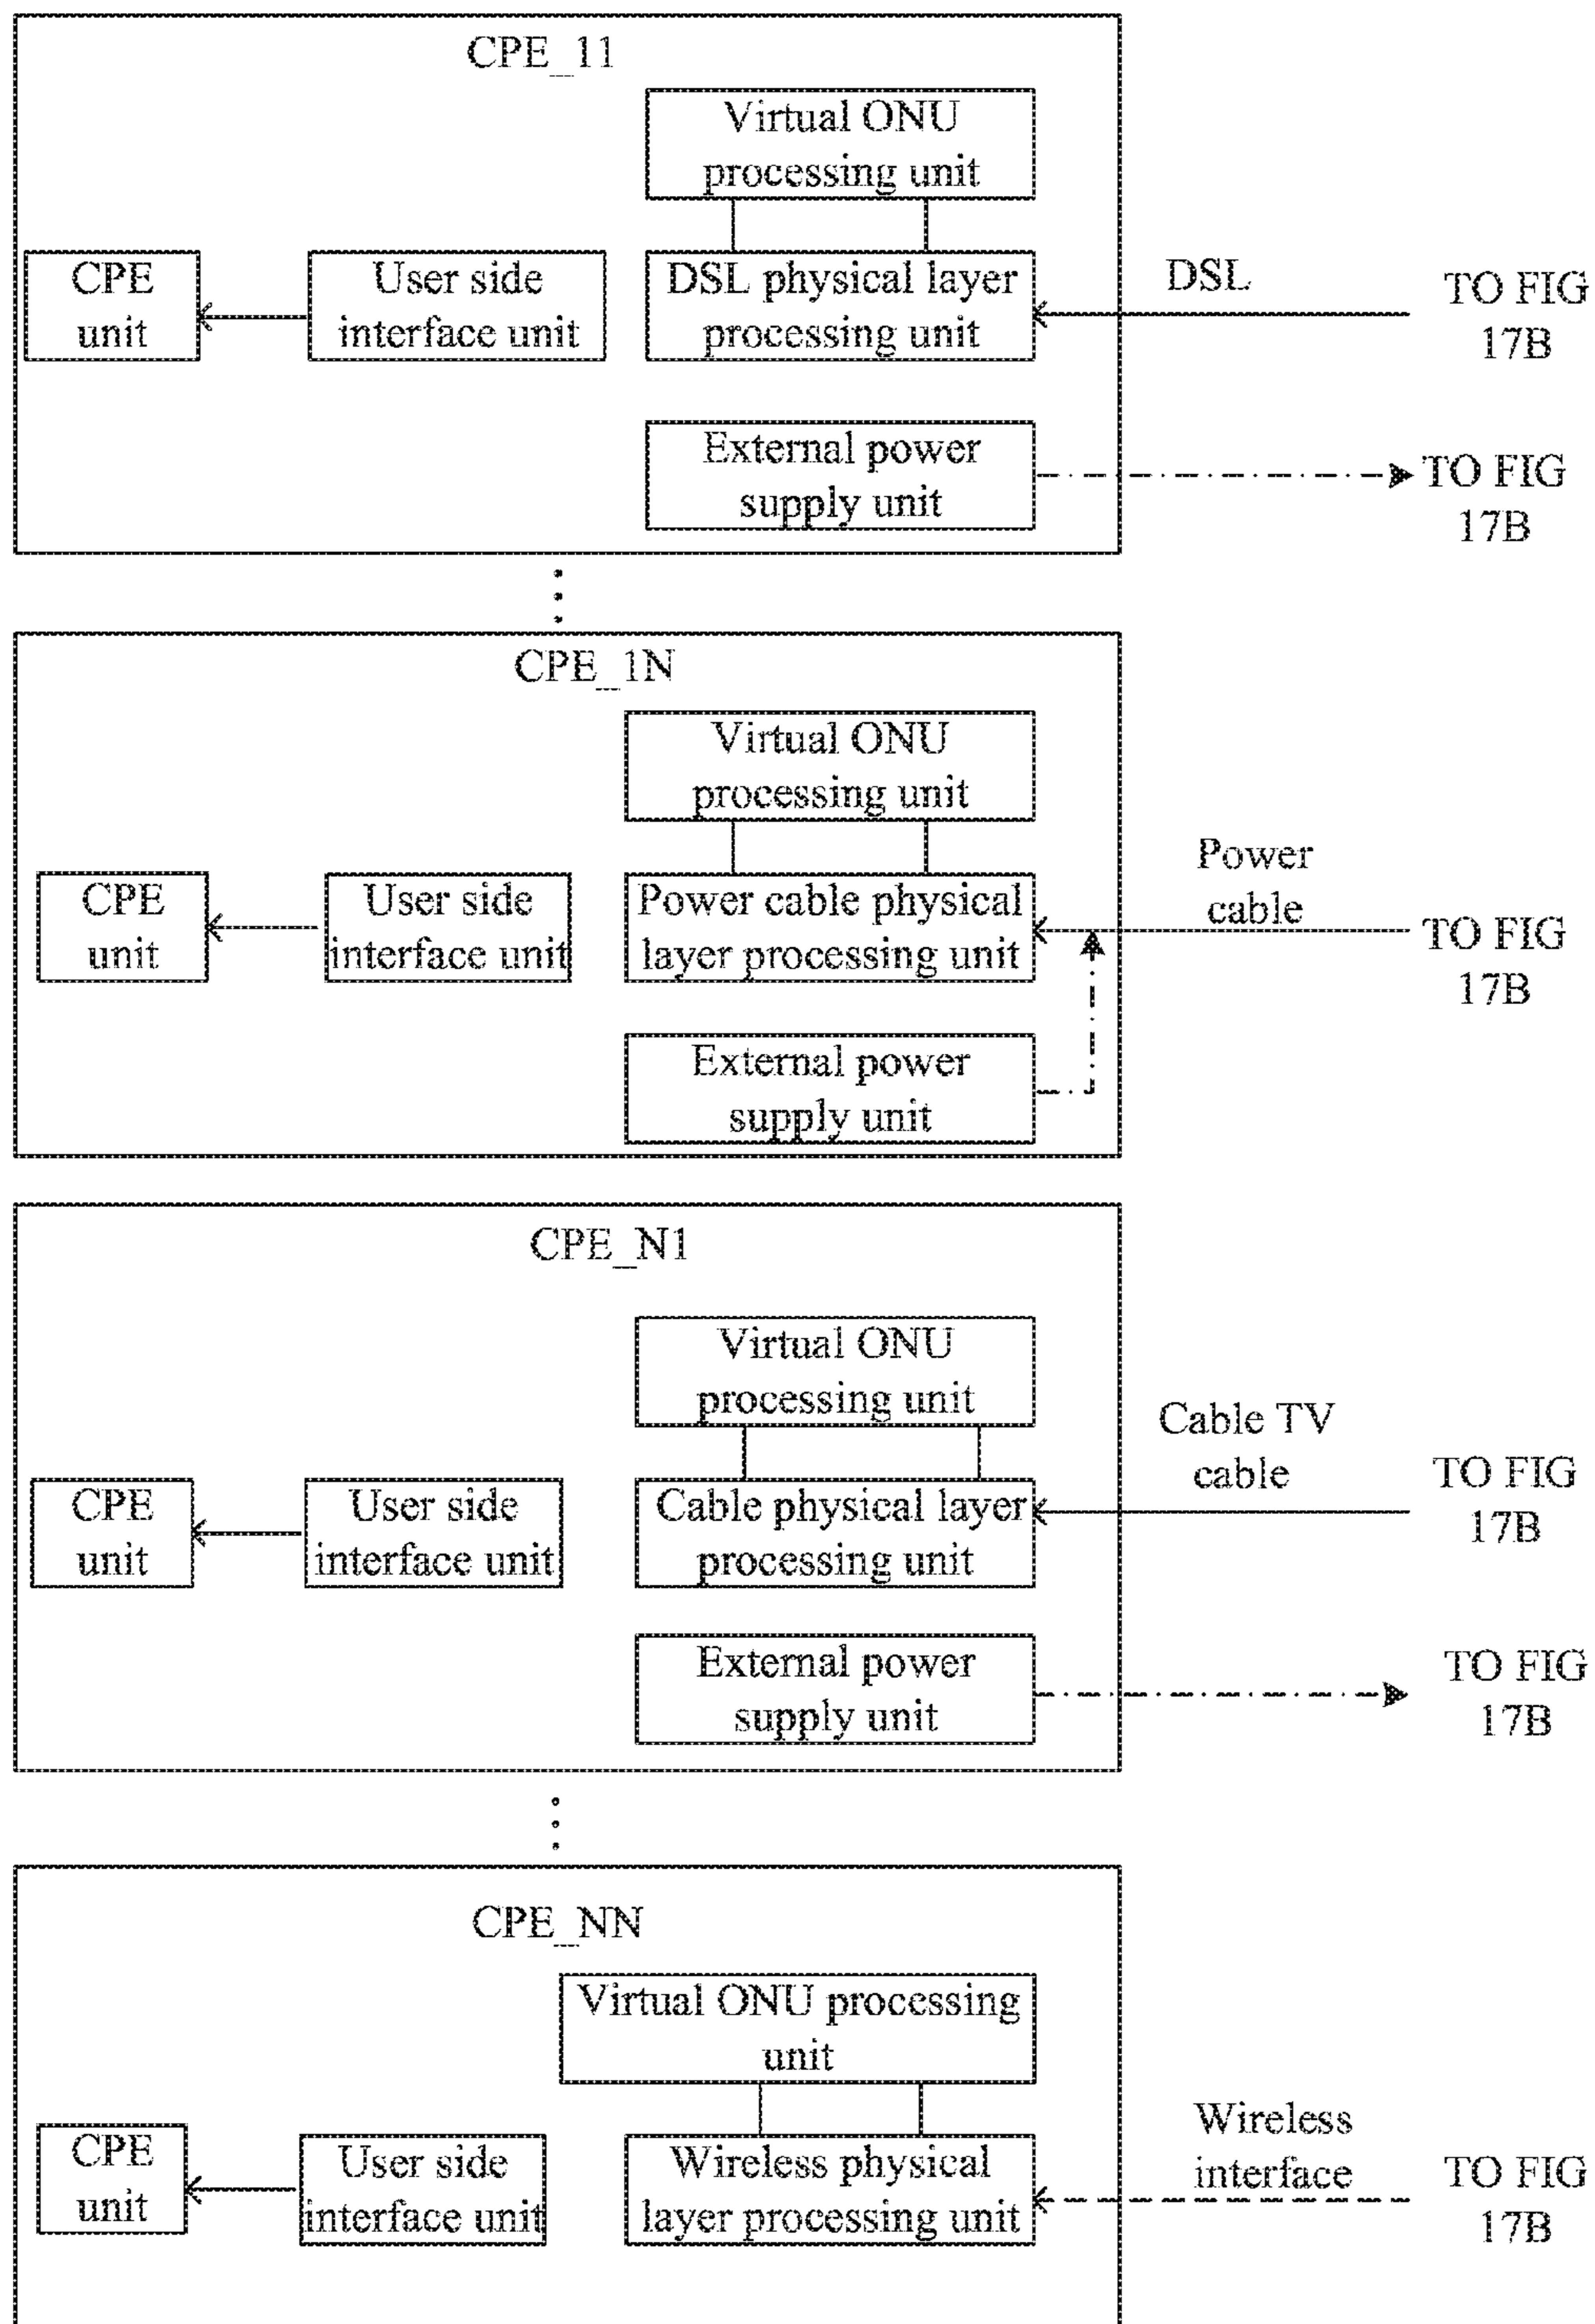 CPE_11
Virtual ONU
processing unit
CPE
unit
User side
interface unit
DSL physical layer
processing unit
DSL
TO FIG
17B
External power
supply unit
TO FIG
17B
CPE_1N
Virtual ONU
processing unit
CPE
unit
User side
interface unit
Power cable physical
layer processing unit
Power
cable
TO FIG
17B
External power
supply unit
CPE_N1
Virtual ONU
processing unit
CPE
unit
User side
interface unit
Cable physical layer
processing unit
Cable TV
cable
TO FIG
17B
External power
supply unit
TO FIG
17B
CPE_NN
Virtual ONU processing
unit
CPE
unit
User side
interface unit
Wireless physical
layer processing unit
Wireless
interface
TO FIG
17B